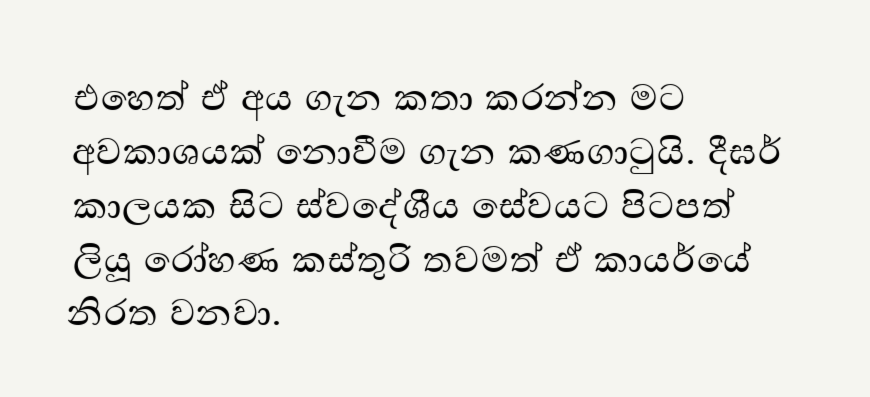 එහෙත් ඒ අය ගැන කතා කරන්න මට
අවකාශයක් නොවීම ගැන කණගාටුයි. දීඝර්
කාලයක සිට ස්වදේශීය සේවයට පිටපත්
ලියූ රෝහණ කස්තුරි තවමත් ඒ කායර්යේ
නිරත වනවා.